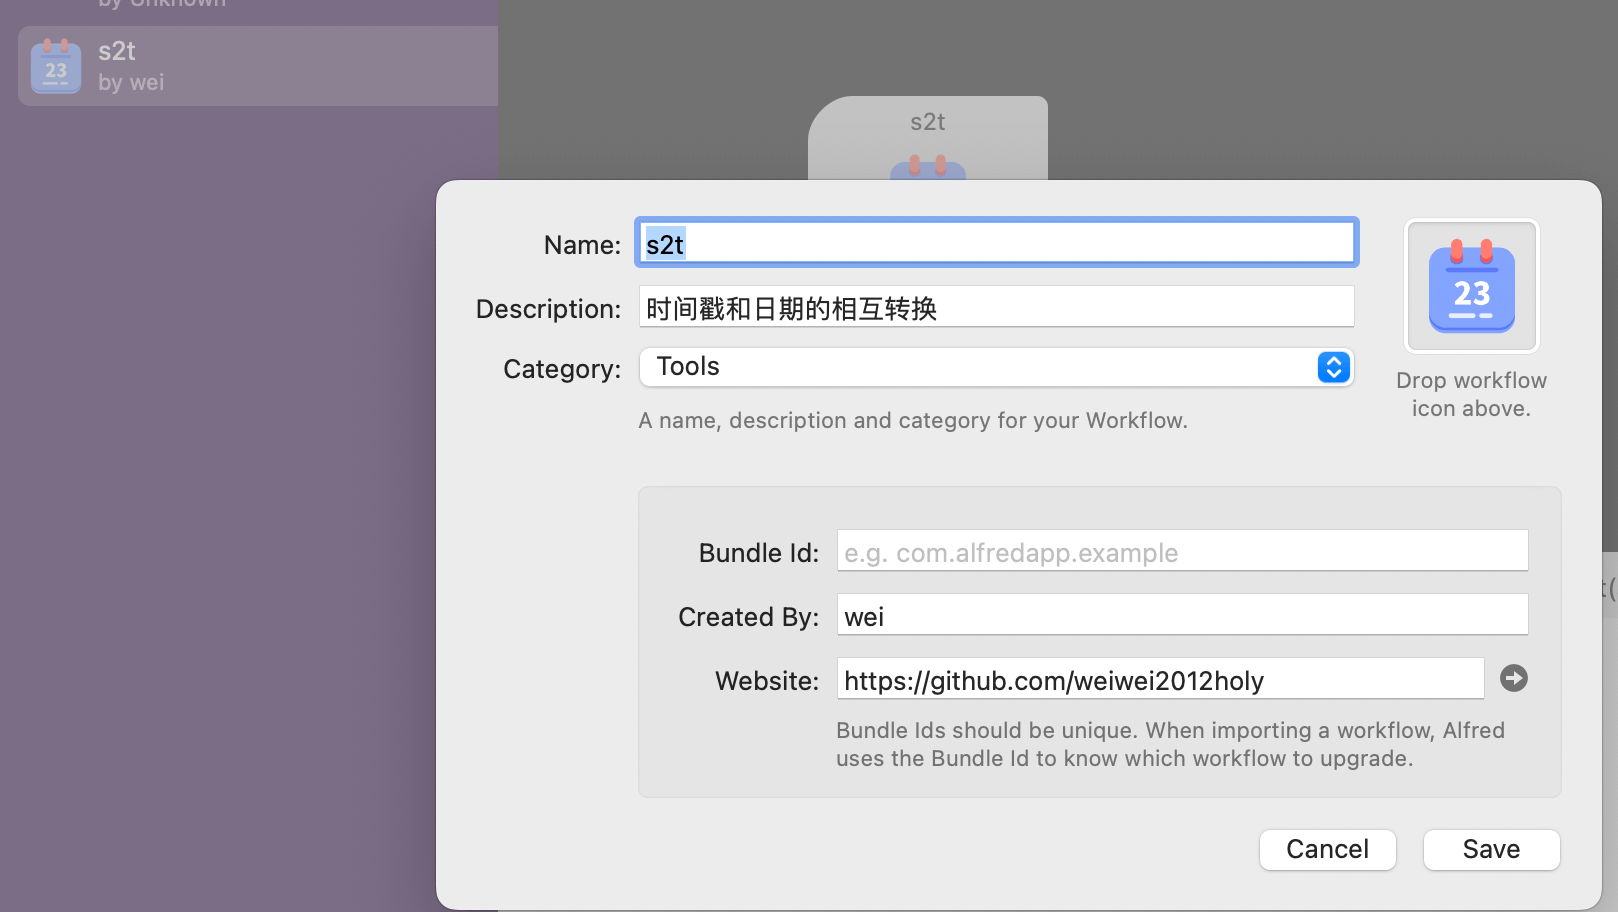 by Unknown
s2t
by wei
23
s2t
Name: s2t
Description: 时间戳和日期的相互转换
Category: Tools
A name, description and category for your Workflow.
23
Drop workflow
icon above.
Bundle Id: e.g. com.alfredapp.example
Created By: wei
Website: https://github.com/weiwei2012holy
Bundle Ids should be unique. When importing a workflow, Alfred
uses the Bundle Id to know which workflow to upgrade.
t(
Cancel
Save